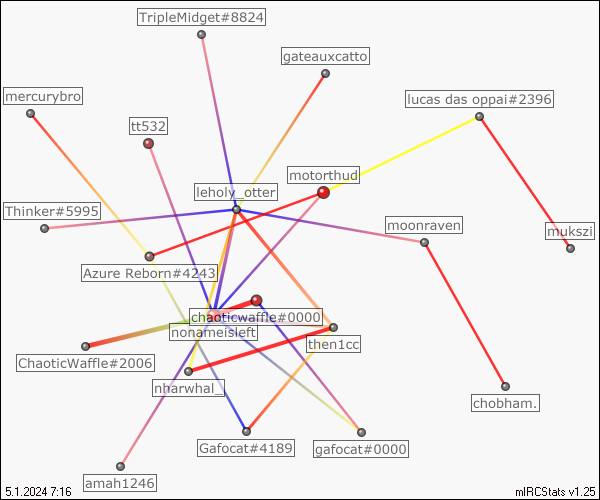 TripleMidget#8824
gateauxcatto
mercurybro
lucas das oppai#2396
tt532
motorthud
leholy_otter
Thinker#5995
moonraven
mukszi
Azure Reborn#4243
chaoticwaffle#0000
nonameisleft
then1cc
ChaoticWaffle#2006
nharwhal_
chobham.
Gafocat#4189
gafocat#0000
amah1246
5.1.2024 7:16
mIRCStats v1.25